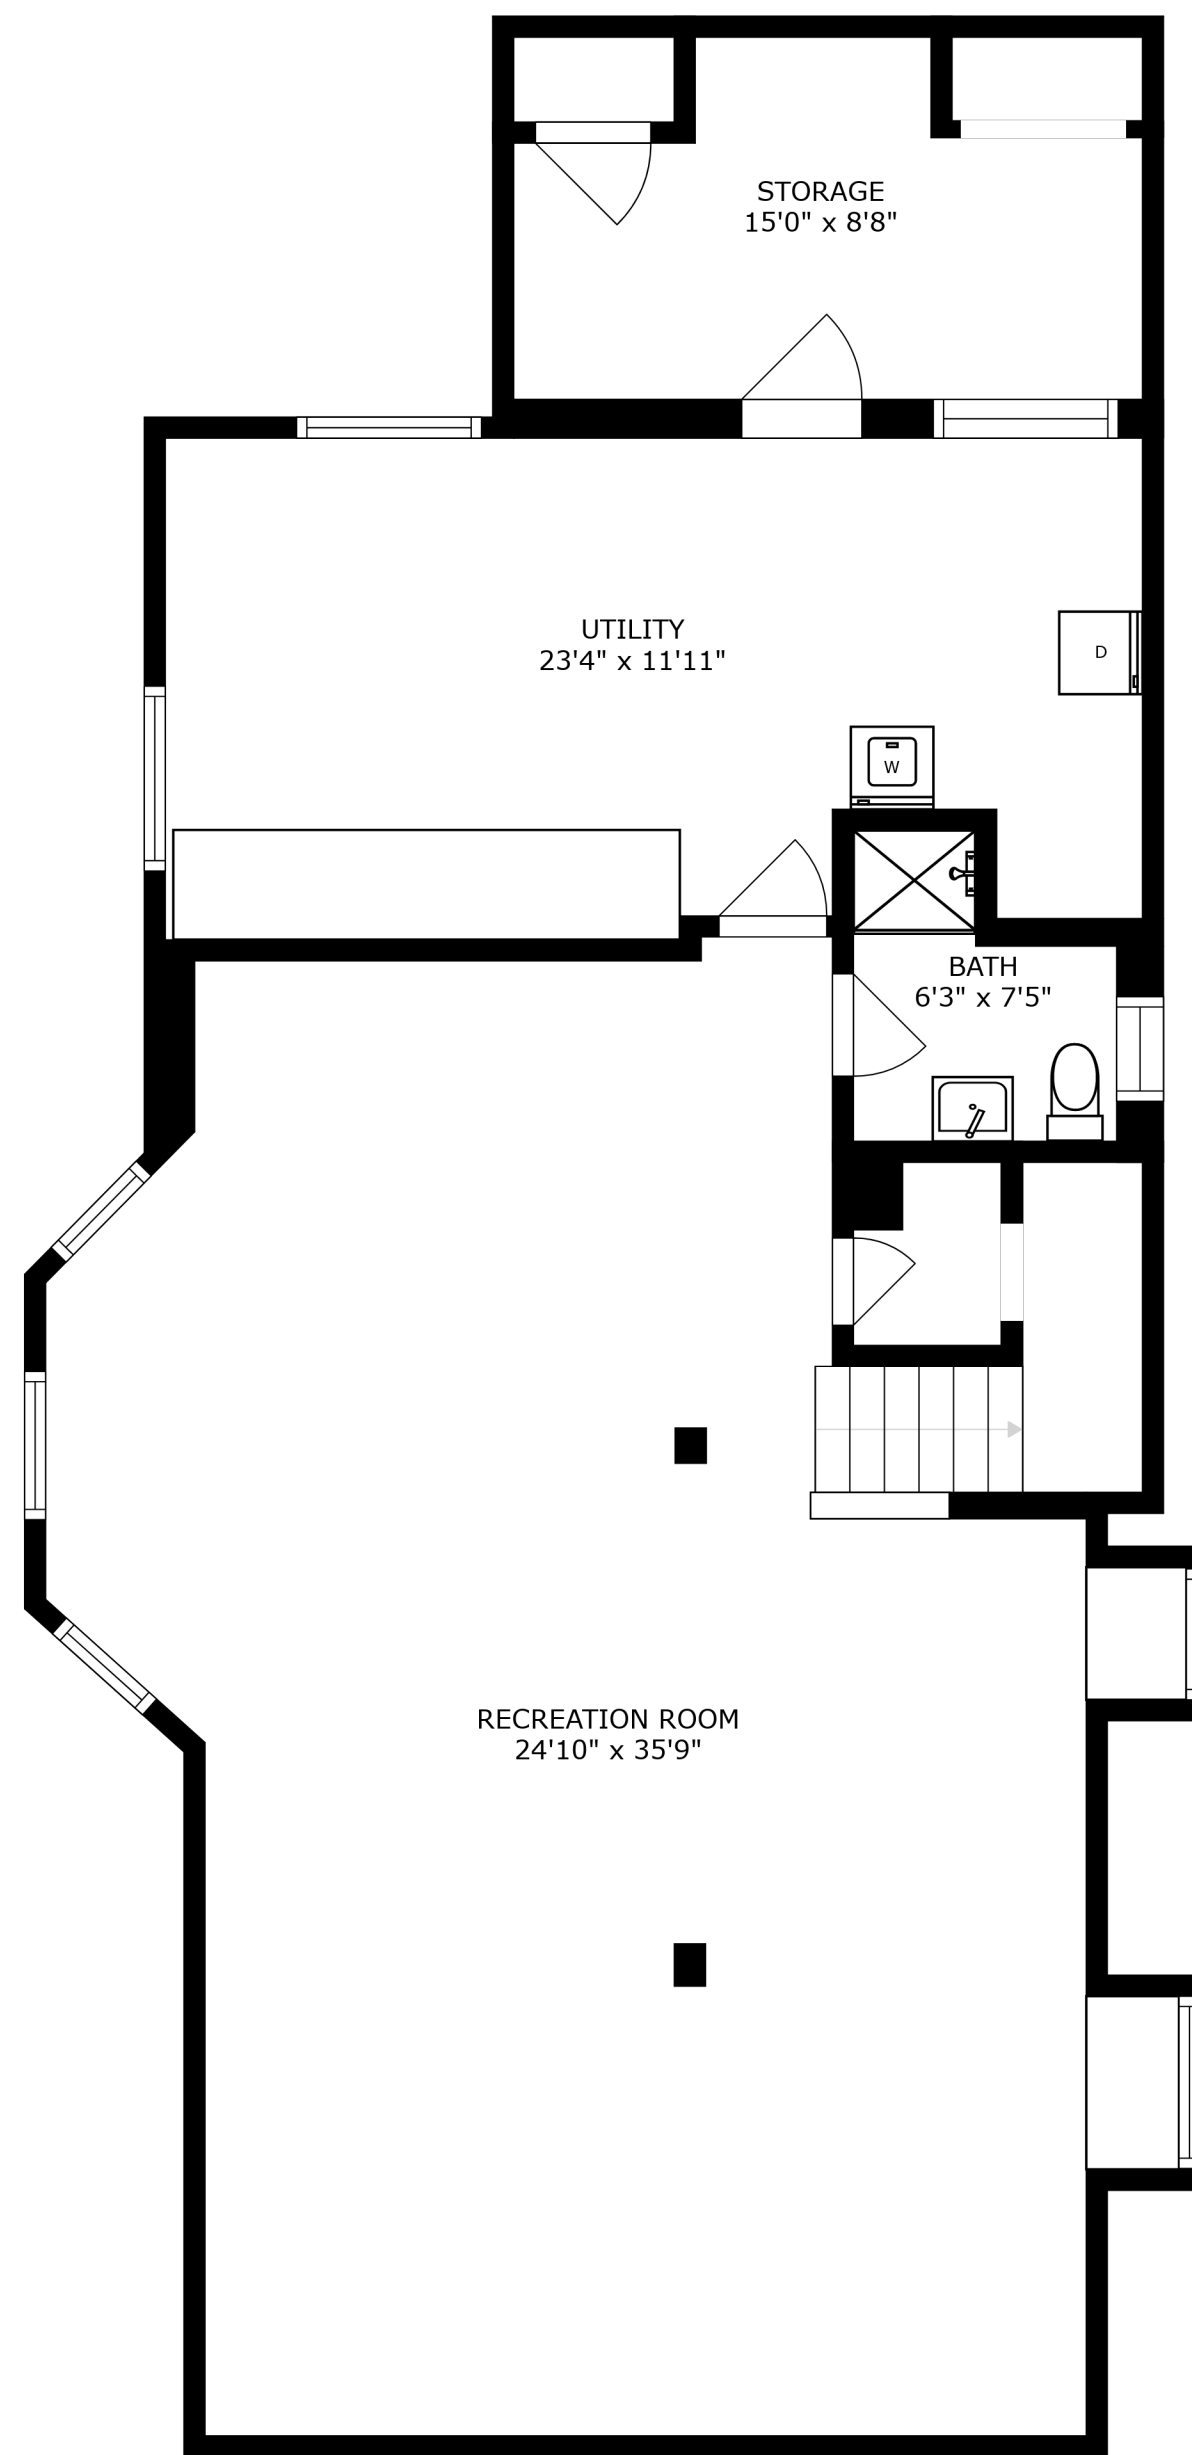 STORAGE
15'0" x 8'8"
UTILITY
23'4" x 11'11"
D
W
BATH
6'3" x 7'5"
RECREATION ROOM
24'10" x 35'9"